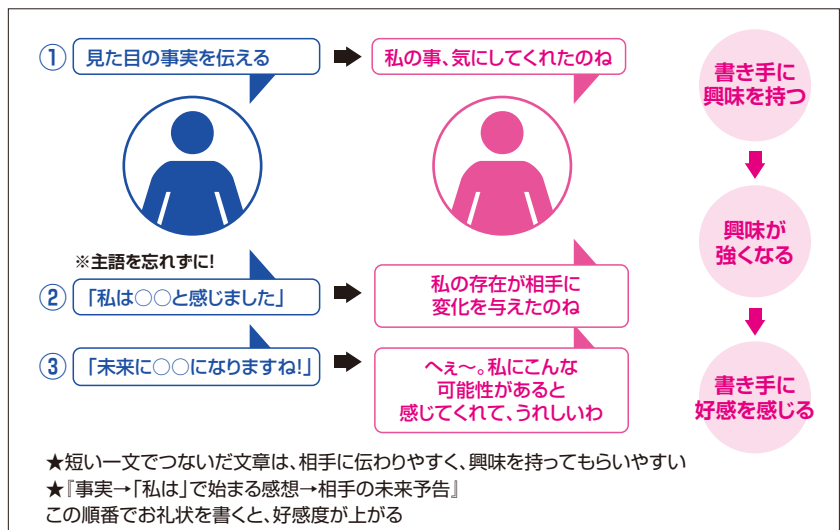 ① 見た目の事実を伝える
私の事、気にしてくれたのね
書き手に
興味を持つ
※主語を忘れずに!
② 「私は○○と感じました」
私の存在が相手に
変化を与えたのね
興味が
強くなる
③ 「未来に○○になりますね!」
へぇ〜。私にこんな
可能性があると
感じてくれて、うれしいわ
書き手に
好感を感じる
★短い一文でつないだ文章は、相手に伝わりやすく、興味を持ってもらいやすい
★『事実→「私は」で始まる感想→相手の未来予告』
この順番でお礼状を書くと、好感度が上がる